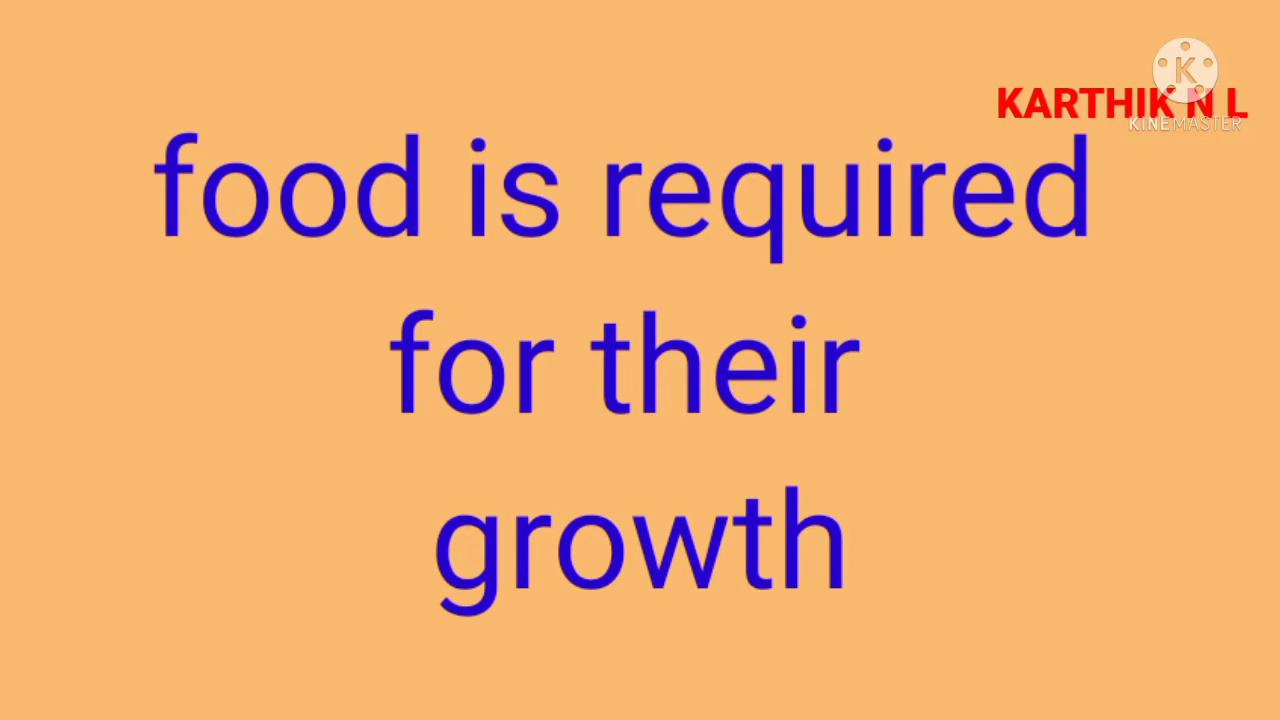 KARTHIK N L
K
KINEMASTER
food is required
for their
growth